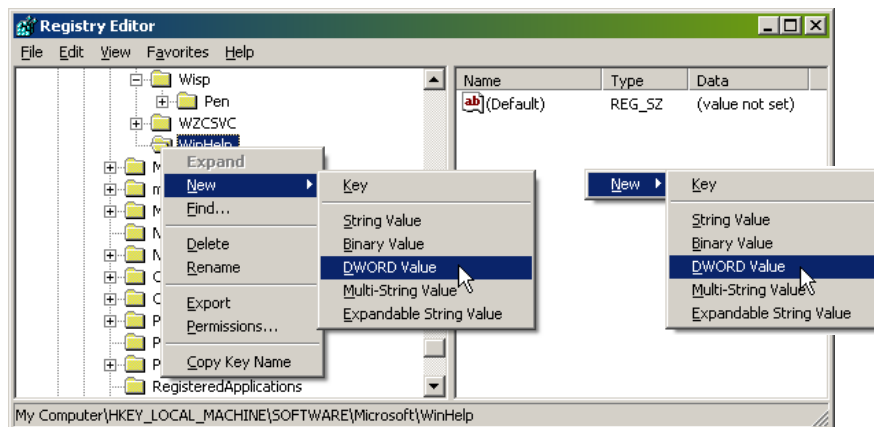 Registry Editor
File Edit View Favorites Help
Wisp
Pen
WZCSVC
WinHelp
Name Type Data
ab (Default) REG_SZ (value not set)
Expand
New
Find...
Delete
Rename
Export
Permissions...
Copy Key Name
Key
String Value
Binary Value
DWORD Value
Multi-String Value
Expandable String Value
New
Key
String Value
Binary Value
DWORD Value
Multi-String Value
Expandable String Value
RegisteredApplications
My Computer\HKEY_LOCAL_MACHINE\SOFTWARE\Microsoft\WinHelp